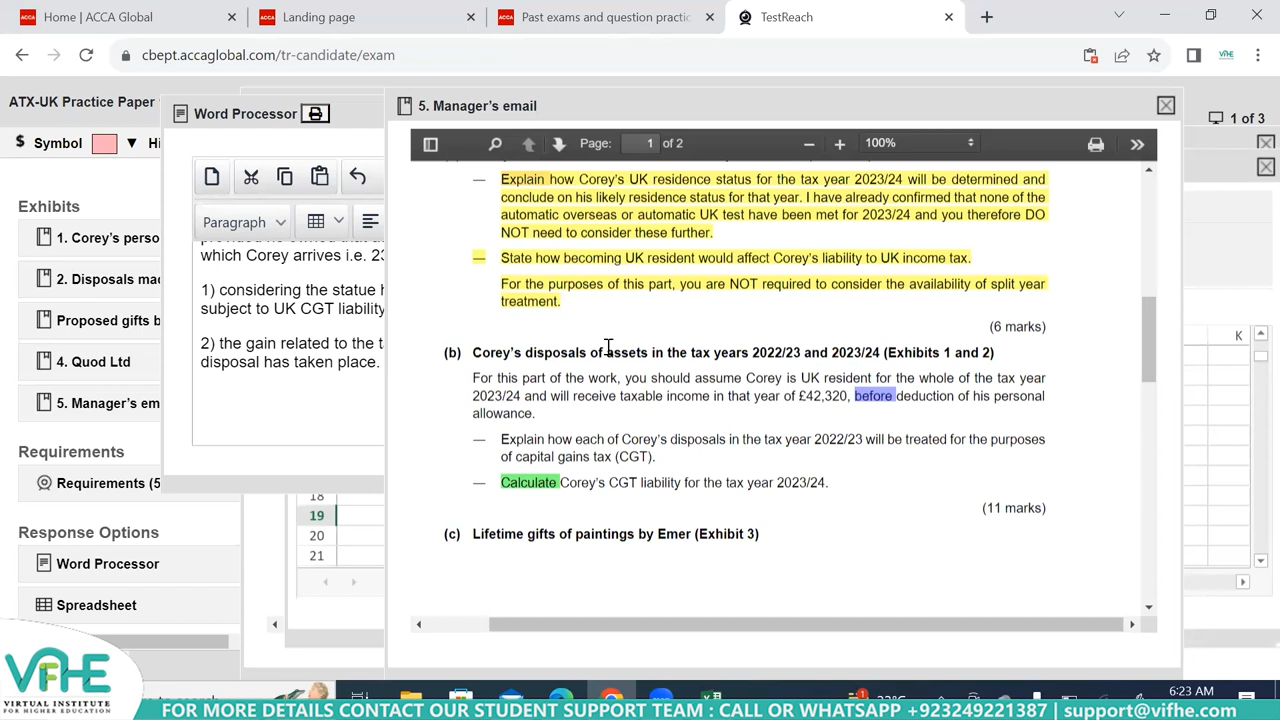 Home | ACCA Global
Landing page
Past exams and question practic
TestReach
cbept.accaglobal.com/tr-candidate/exam
ATX-UK Practice Paper
Word Processor
5. Manager's email
1 of 3
$ Symbol
Hi
Page: 1 of 2
100%
Exhibits
1. Corey's perso
2. Disposals mad
Proposed gifts b
4. Quod Ltd
5. Manager's em
Requirements
Requirements (5
Response Options
Word Processor
Spreadsheet
Paragraph
which Corey arrives i.e. 23
1) considering the statue h
subject to UK CGT liability
2) the gain related to the t
disposal has taken place.
— Explain how Corey's UK residence status for the tax year 2023/24 will be determined and
conclude on his likely residence status for that year. I have already confirmed that none of the
automatic overseas or automatic UK test have been met for 2023/24 and you therefore DO
NOT need to consider these further.
— State how becoming UK resident would affect Corey's liability to UK income tax.
For the purposes of this part, you are NOT required to consider the availability of split year
treatment.
(6 marks)
(b) Corey's disposals of assets in the tax years 2022/23 and 2023/24 (Exhibits 1 and 2)
For this part of the work, you should assume Corey is UK resident for the whole of the tax year
2023/24 and will receive taxable income in that year of £42,320, before deduction of his personal
allowance.
— Explain how each of Corey's disposals in the tax year 2022/23 will be treated for the purposes
of capital gains tax (CGT).
— Calculate Corey's CGT liability for the tax year 2023/24.
(11 marks)
(c) Lifetime gifts of paintings by Emer (Exhibit 3)
K
18
19
20
21
6:23 AM
VFHE
VIRTUAL INSTITUTE
FOR HIGHER EDUCATION
FOR MORE DETAILS CONTACT OUR STUDENT SUPPORT TEAM : CALL OR WHATSAPP +923249221387 | support@vifhe.com